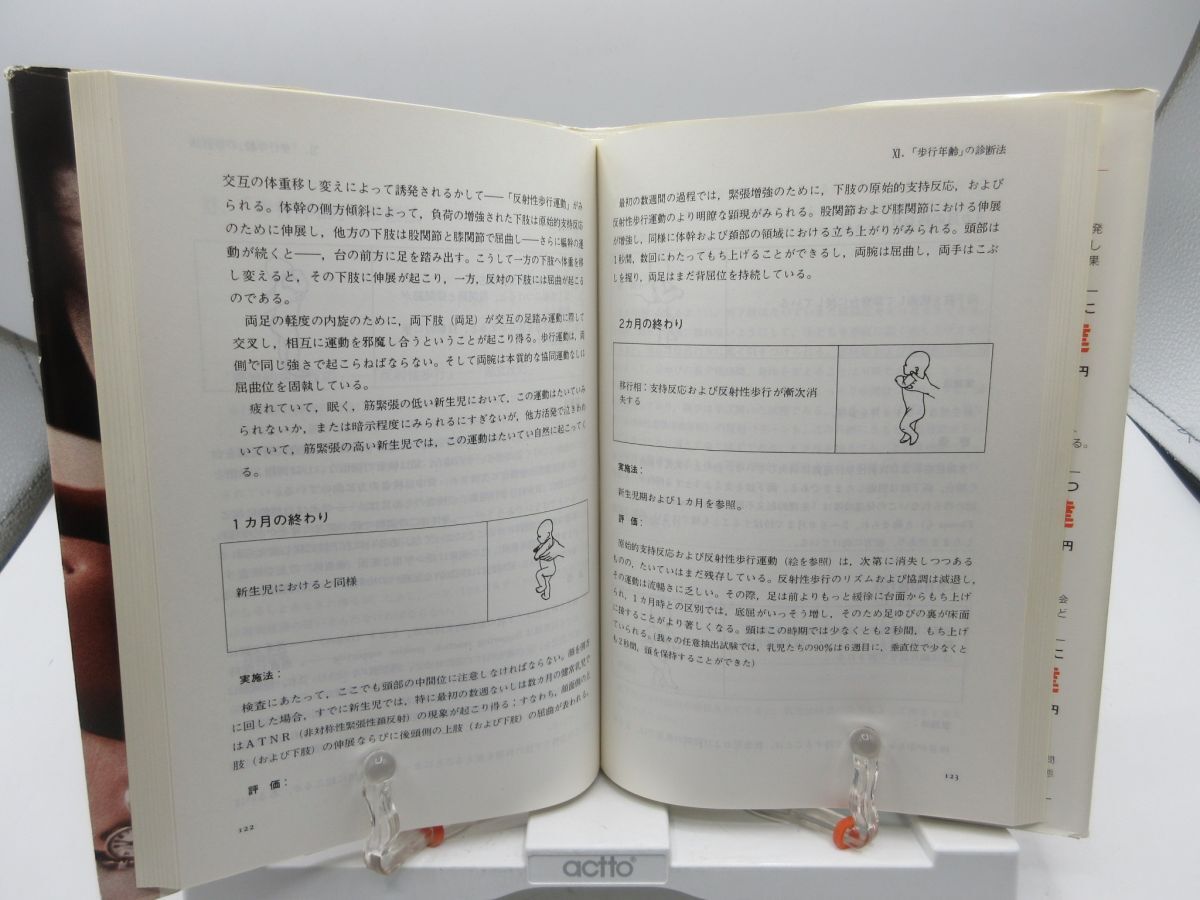 交互の体重移し変えによって誘発されるかして——「反射性歩行運動」がみ
られる。体幹の側方傾斜によって，負荷の増強された下肢は原始的支持反応
のために伸展し，他方の下肢は股関節と膝関節で屈曲し——さらに軀幹の運
動が続くと——，台の前方に足を踏み出す。こうして一方の下肢へ体重を移
し変えると，その下肢に伸展が起こり，一方，反対の下肢には屈曲が起こる
のである。
両足の軽度の内旋のために，両下肢（両足）が交互の足踏み運動に際して
交叉し，相互に運動を邪魔し合うということが起こり得る。歩行運動は，両
側で同じ強さで起こらねばならない。そして両腕は本質的な協同運動なしに
屈曲位を固執している。
疲れていて，眠く，筋緊張の低い新生児において，この運動はたいていみ
られないか，または暗示程度にみられるにすぎないが，他方活発で泣きわめ
いていて，筋緊張の高い新生児では，この運動はたいてい自然に起こってく
る。
1カ月の終わり
新生児におけると同様
実施法：
検査にあたって，ここでも頭部の中間位に注意しなければならない。顔を側方
に回した場合，すでに新生児では，特に最初の数週ないしは数カ月の健常乳児で
はATNR（非対称性緊張性頸反射）の現象が起こり得る；すなわち，顔面側の上
肢（および下肢）の伸展ならびに後頭側の上肢（および下肢）の屈曲が表われる。
評 価：
122
XI．「歩行年齢」の診断法
最初の数週間の過程では，緊張増強のために，下肢の原始的支持反応，および
反射性歩行運動のより明瞭な顕現がみられる。股関節および膝関節における伸展
が増強し，同様に体幹および頚部の領域における立ち上がりがみられる。頭部は
1秒間，数回にわたってもち上げることができるし，両腕は屈曲し，両手はこぶ
しを握り，両足はまだ背屈位を持続している。
2カ月の終わり
移行相：支持反応および反射性歩行が漸次消
失する
実施法：
新生児期および1カ月を参照。
評 価：
原始的支持反応および反射性歩行運動（絵を参照）は，次第に消失しつつある
ものの，たいていはまだ残存している。反射性歩行のリズムおよび協調は減退し，
その運動は流暢さに乏しい。その際，足は前よりもっと緩徐に台面からもち上げ
られ，1カ月時との区別では，底屈がいっそう増し，そのため足ゆびの裏が床面
に接することがより著しくなる。頭はこの時期では少なくとも2秒間，もち上げ
ていられる。（我々の任意抽出試験では，乳児たちの90%は6週目に，垂直位で少なくと
も2秒間，頭を保持することができた）
123
発し果
円
る。
円
会ど
円
actto